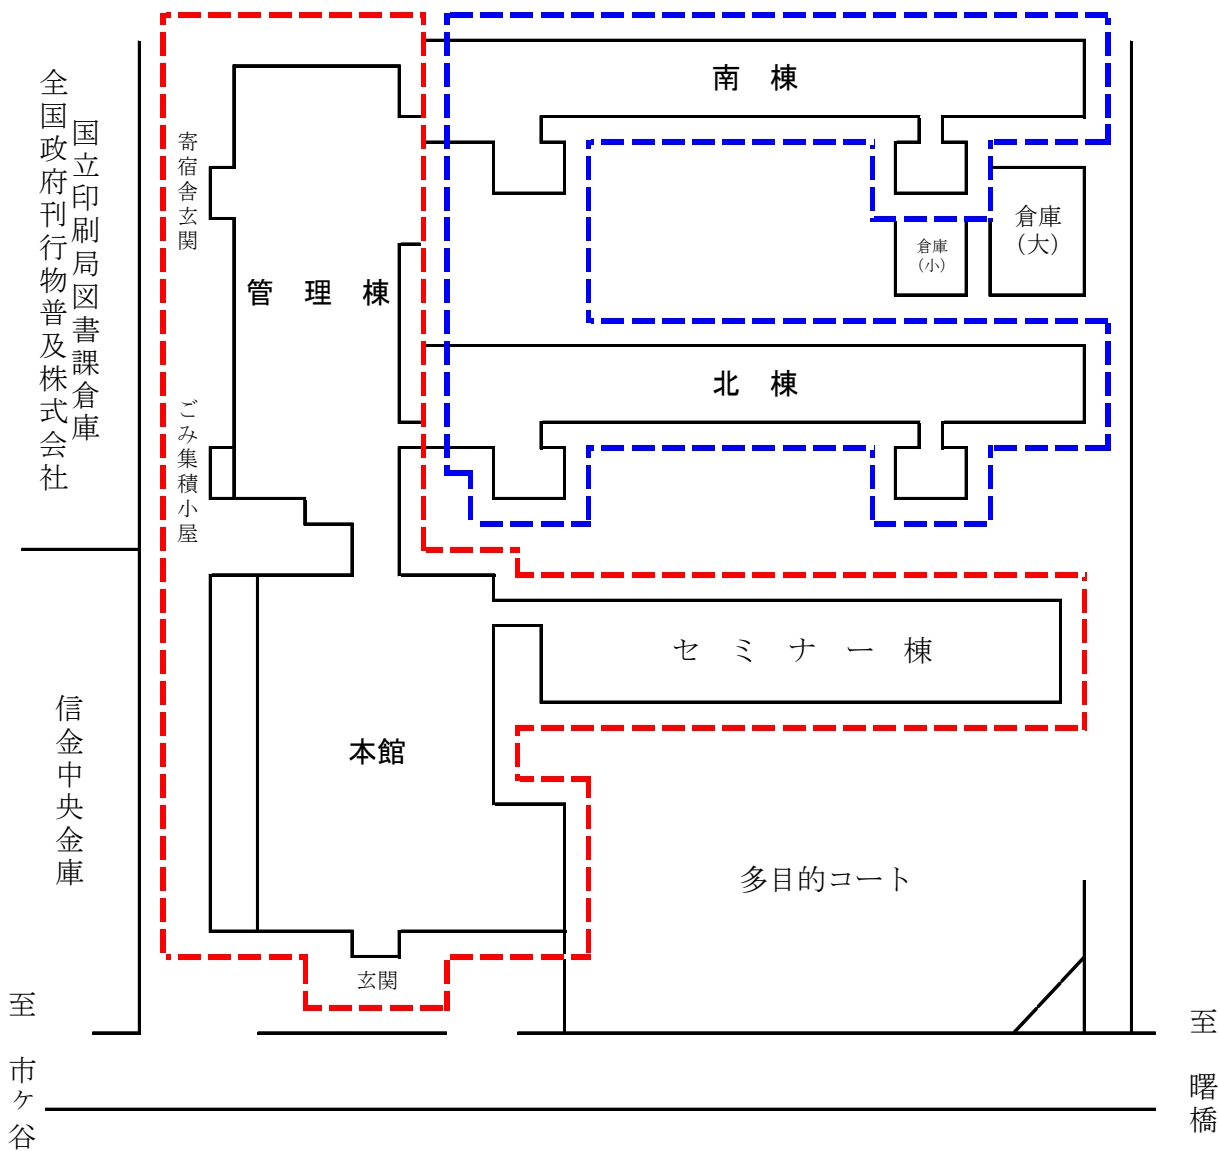 全国政府刊行物普及株式会社
国立印刷局図書課倉庫
寄宿舎玄関
南　棟
倉庫
（大）
倉庫
（小）
管　理　棟
北　棟
ごみ集積小屋
セ　ミ　ナ　ー　棟
信金中央金庫
本館
多目的コート
玄関
至　市ケ谷
至　曙橋